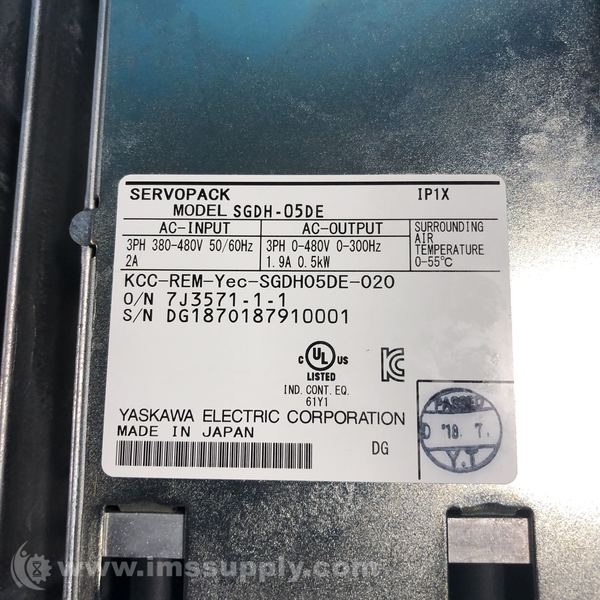 SERVOPACK IP1X
MODEL SGDH-05DE
AC-INPUT AC-OUTPUT SURROUNDING
AIR
TEMPERATURE
0-55℃
3PH 380-480V 50/60Hz 3PH 0-480V 0-300Hz
2A 1.9A 0.5kW
KCC-REM-Yec-SGDH05DE-020
O/N 7J3571-1-1
S/N DG1870187910001
C UL US
LISTED
IND. CONT. EQ.
61Y1
YASKAWA ELECTRIC CORPORATION
MADE IN JAPAN
DG
PASSED
'18. 7.
Y.T
© www.imssupply.com